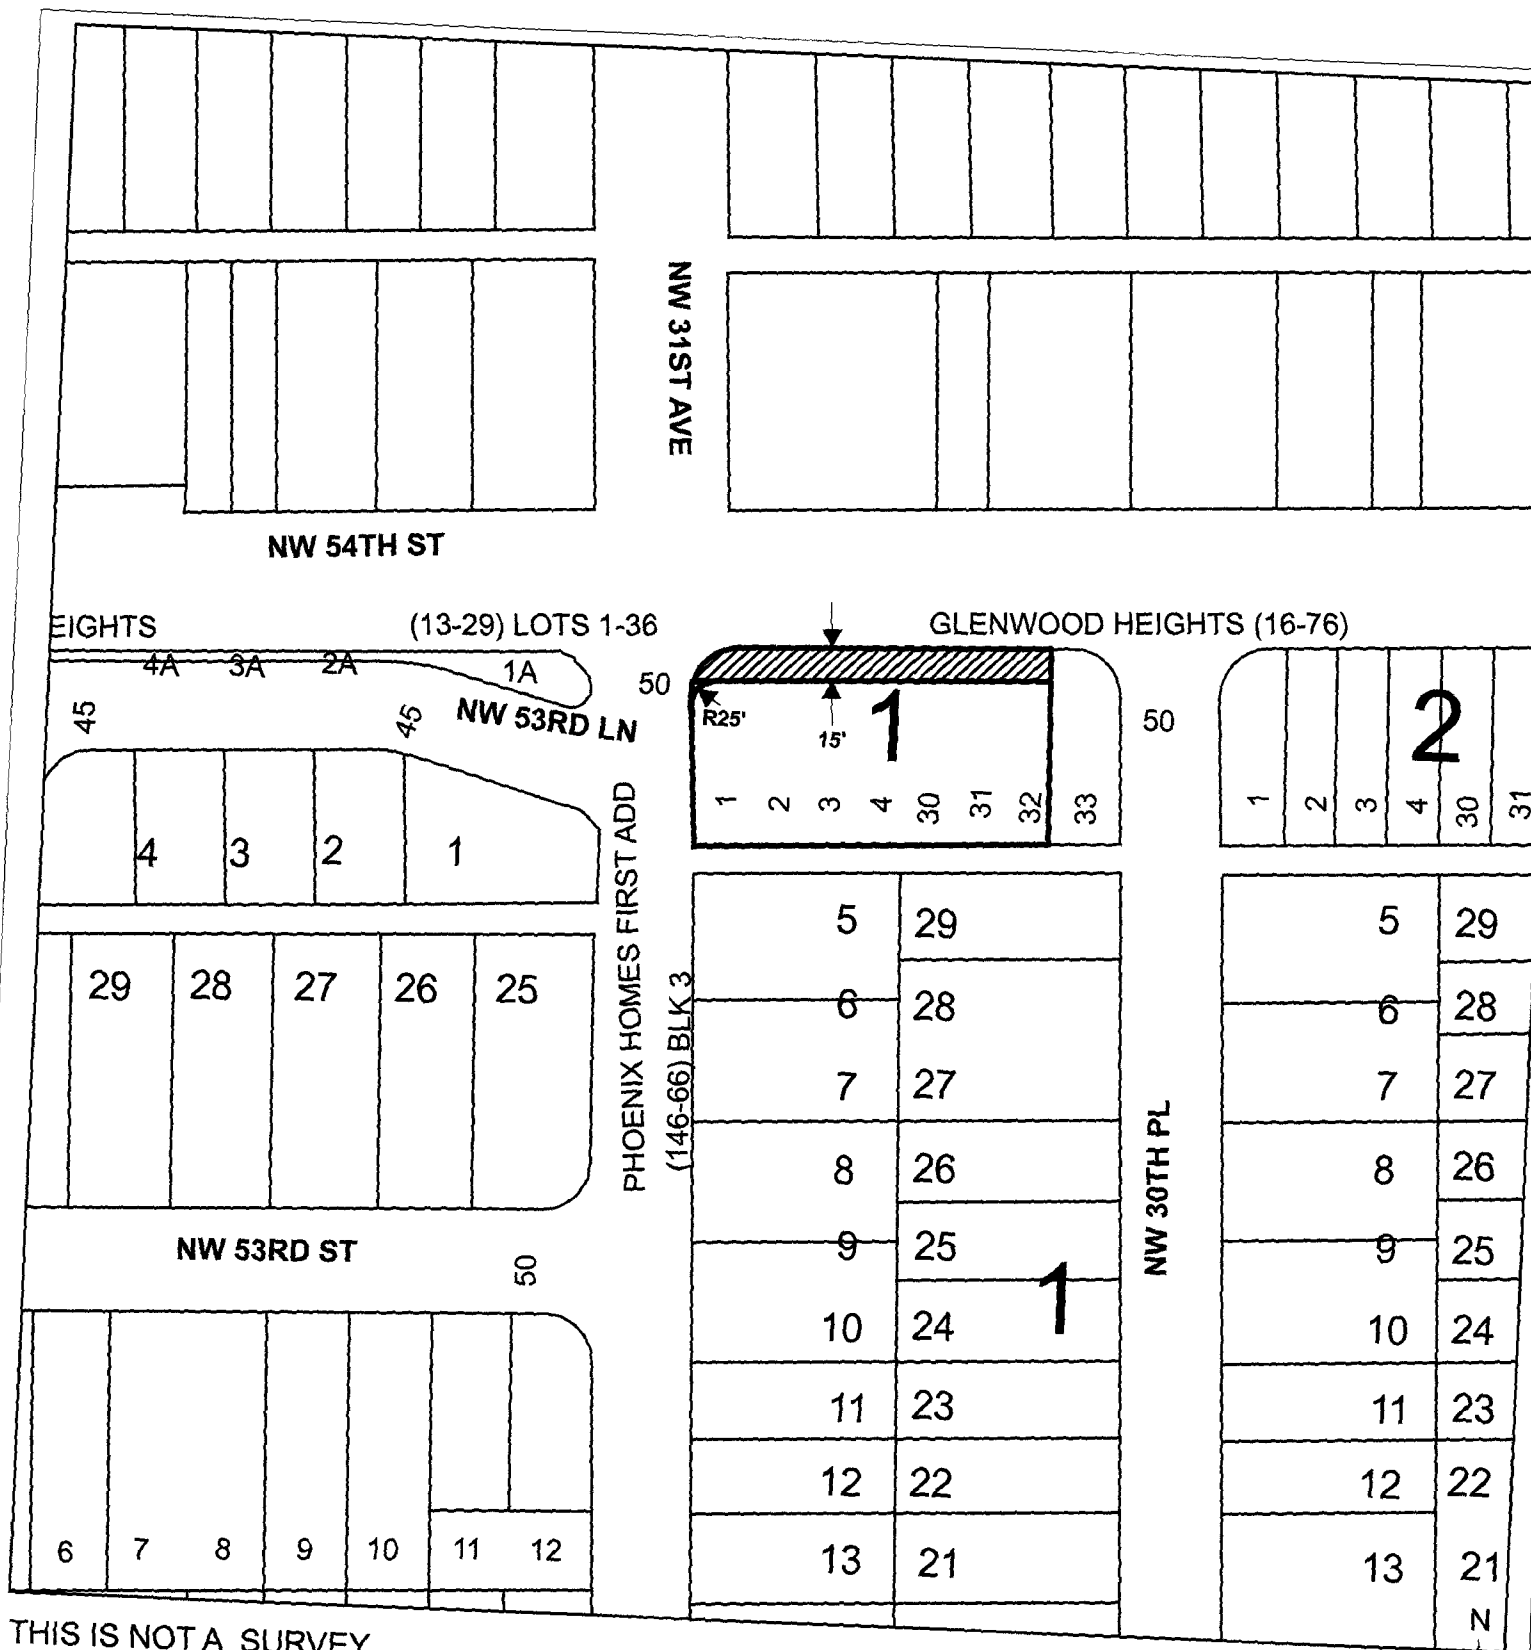 NW 31ST AVE
NW 54TH ST
EIGHTS
(13-29) LOTS 1-36
GLENWOOD HEIGHTS (16-76)
4A 3A 2A 1A
50
45
45
NW 53RD LN
R25'
15'
1
50
2
1 2 3 4 30 31 32 33
1 2 3 4 30 31
4 3 2 1
PHOENIX HOMES FIRST ADD
(146-66) BLK 3
29 28 27 26 25
5 29
6 28
7 27
8 26
9 25
10 24
11 23
12 22
13 21
1
NW 30TH PL
5 29
6 28
7 27
8 26
9 25
10 24
11 23
12 22
13 21
NW 53RD ST
50
6 7 8 9 10 11 12
N
THIS IS NOT A SURVEY